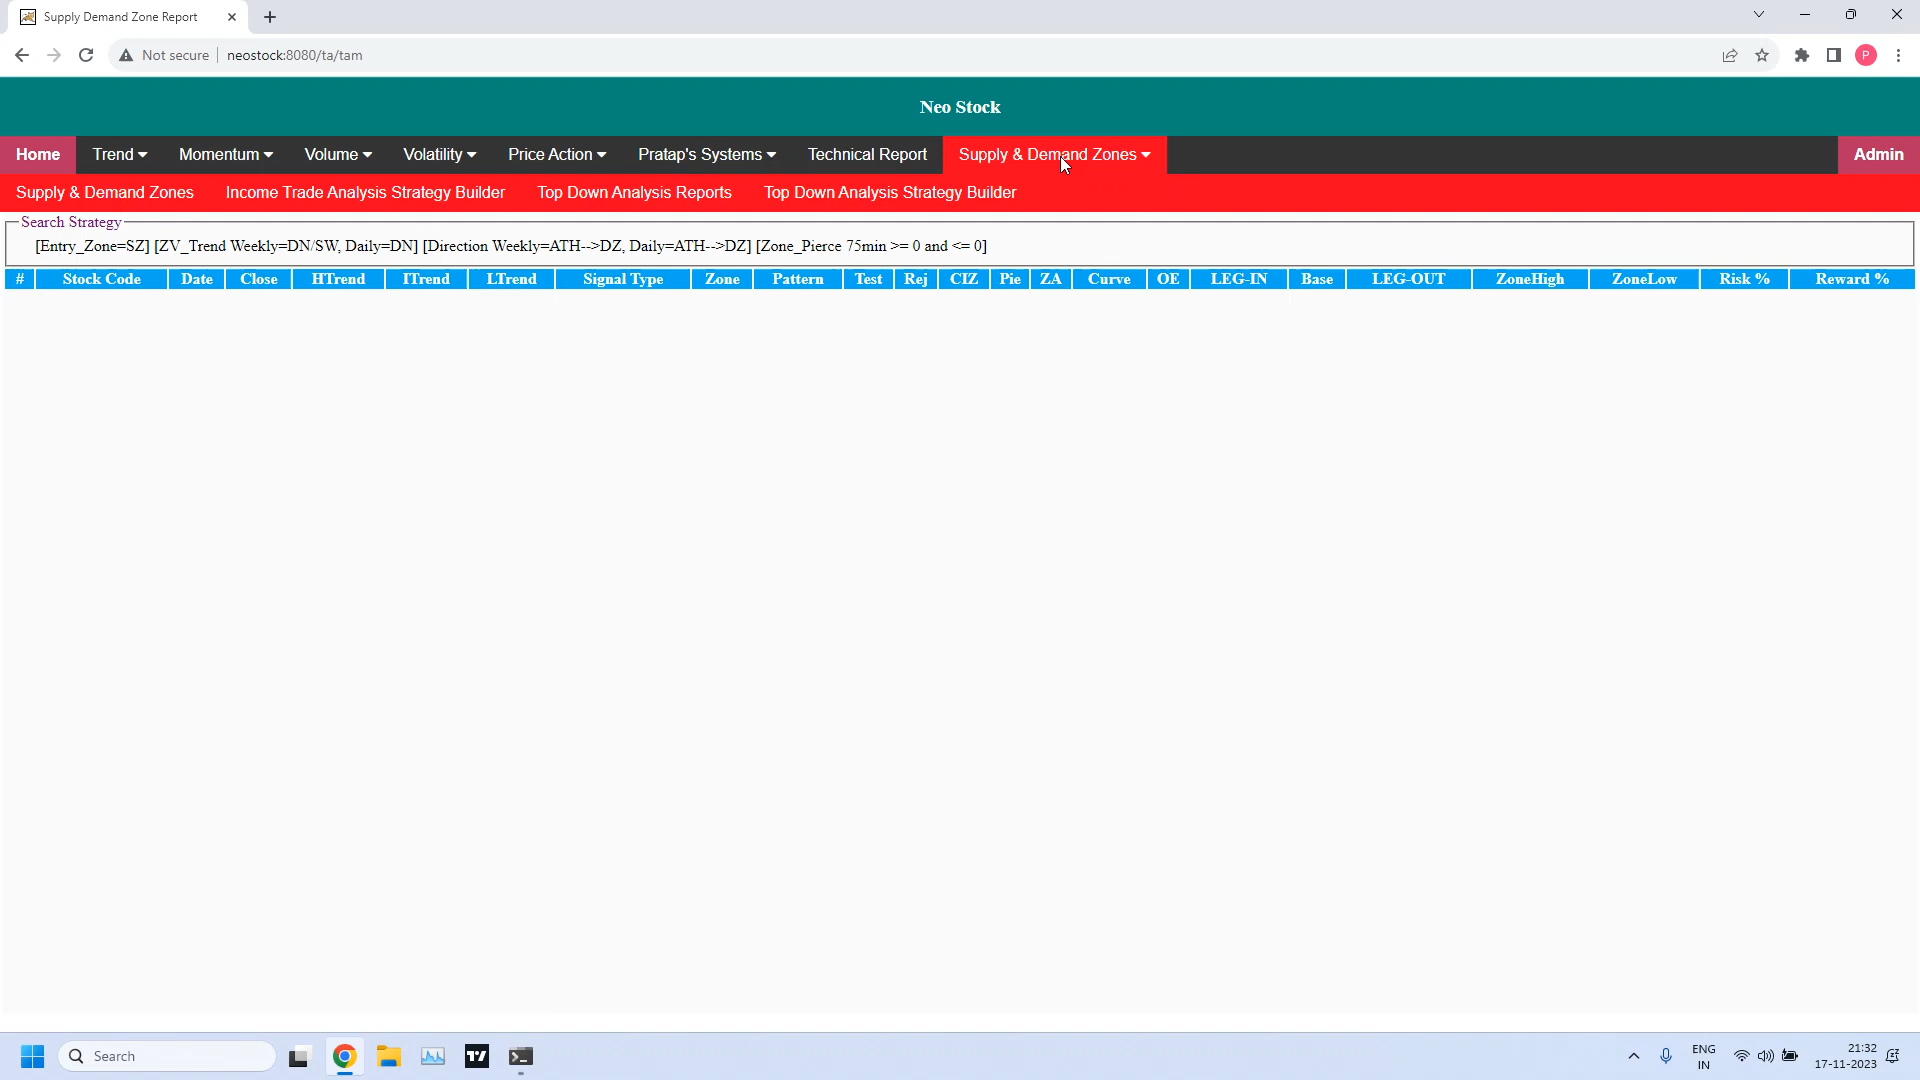 Supply Demand Zone Report
Not secure neostock:8080/ta/tam
P
Neo Stock
Home Trend Momentum Volume Volatility Price Action Pratap's Systems Technical Report Supply & Demand Zones Admin
Supply & Demand Zones Income Trade Analysis Strategy Builder Top Down Analysis Reports Top Down Analysis Strategy Builder
Search Strategy
[Entry_Zone=SZ] [ZV_Trend Weekly=DN/SW, Daily=DN] [Direction Weekly=ATH-->DZ, Daily=ATH-->DZ] [Zone_Pierce 75min >= 0 and <= 0]
# Stock Code Date Close HTrend ITrend LTrend Signal Type Zone Pattern Test Rej CIZ Pie ZA Curve OE LEG-IN Base LEG-OUT ZoneHigh ZoneLow Risk % Reward %
Search
ENG
IN
21:32
17-11-2023